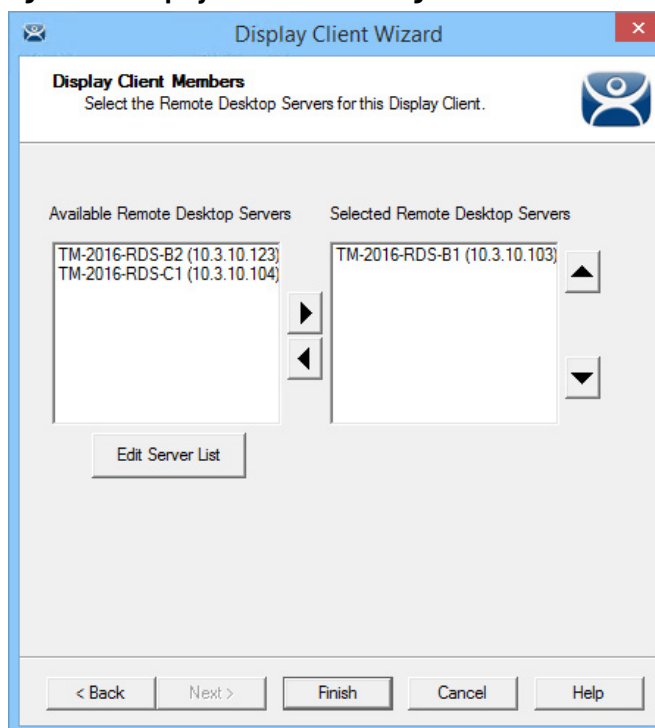 Display Client Wizard
Display Client Members
Select the Remote Desktop Servers for this Display Client.
Available Remote Desktop Servers
Selected Remote Desktop Servers
TM-2016-RDS-B2 (10.3.10.123)
TM-2016-RDS-C1 (10.3.10.104)
TM-2016-RDS-B1 (10.3.10.103)
Edit Server List
< Back
Next >
Finish
Cancel
Help